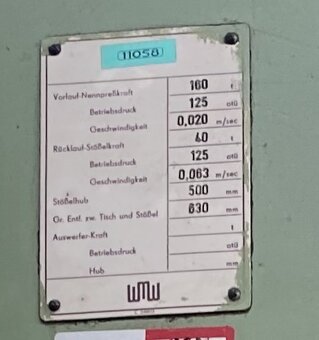 11058
Vorlauf-Nennpreßkraft 160 t
Betriebsdruck 125 atü
Geschwindigkeit 0,020 m/sec
Rücklauf-Stößelkraft 40 t
Betriebsdruck 125 atü
Geschwindigkeit 0,063 m/sec
Stößelhub 500 mm
Gr. Entf. zw. Tisch und Stößel 630 mm
Auswerfer-Kraft t
Betriebsdruck atü
Hub mm
WMW